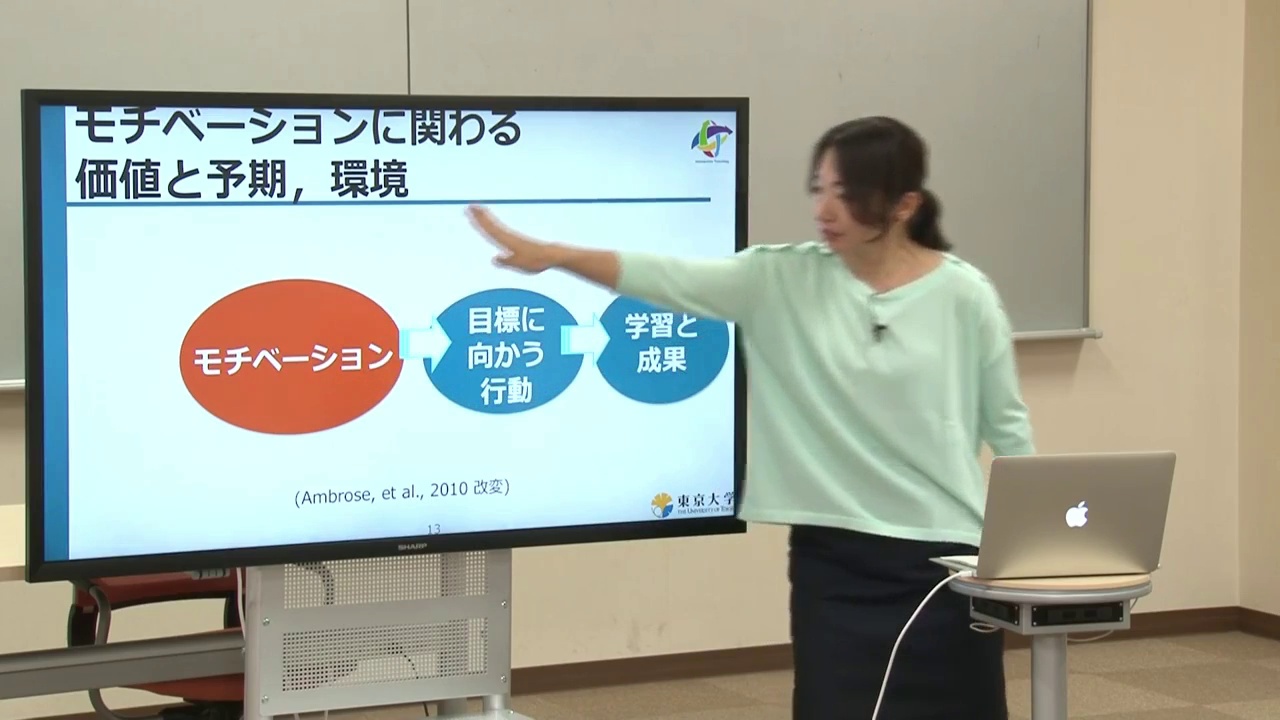 モチベーションに関わる
価値と予期，環境
モチベーション
目標に
向かう
行動
学習と
成果
(Ambrose, et al., 2010 改変)
東京大学
13
SHARP